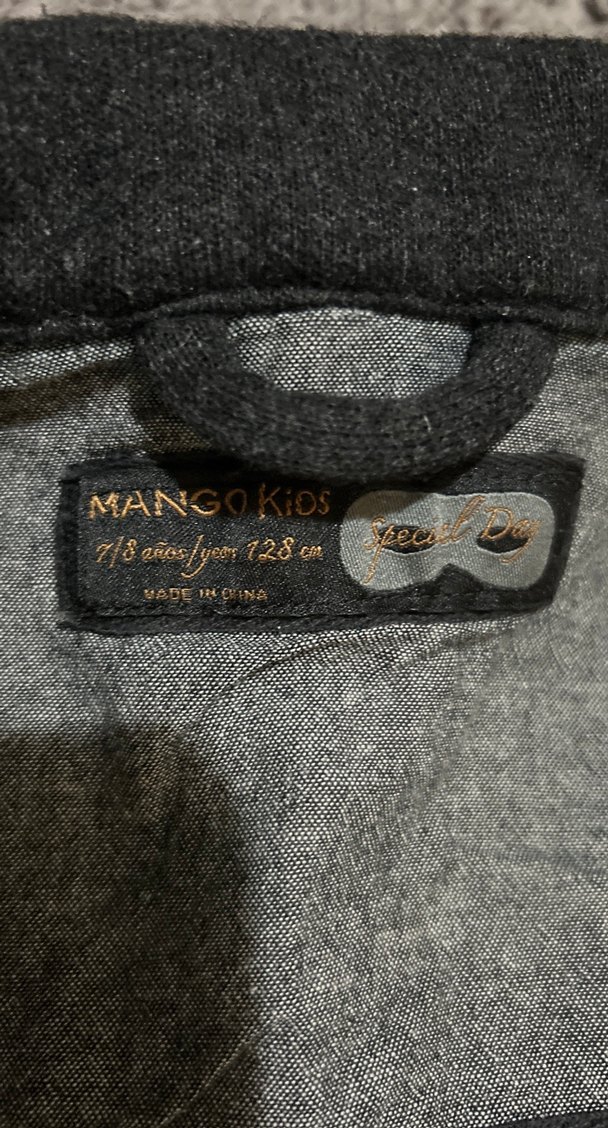 MANGO KiDS
7/8 años/years 128 cm
MADE IN CHINA
Special Day